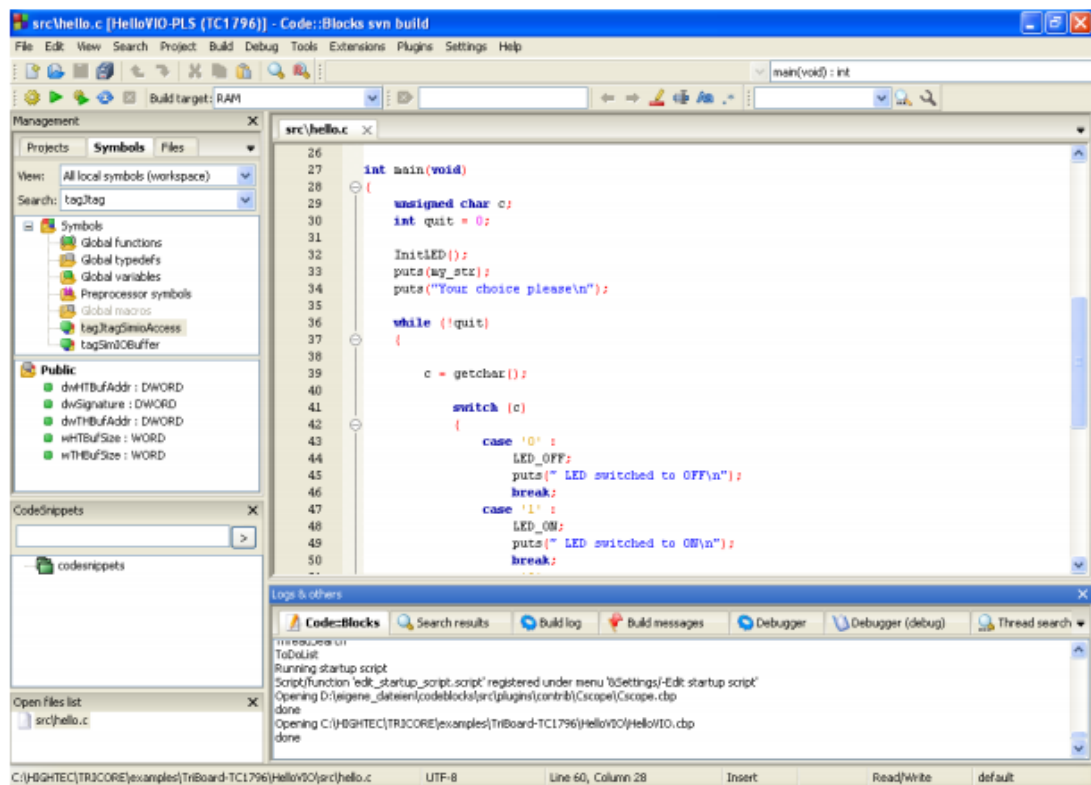 src\hello.c [HelloVIO-PLS (TC1796)] - Code::Blocks svn build
File Edit View Search Project Build Debug Tools Extensions Plugins Settings Help
main(void) : int
Build target: RAM
Management
Projects Symbols Files
View: All local symbols (workspace)
Search: tagJtag
Symbols
Global functions
Global typedefs
Global variables
Preprocessor symbols
Global macros
tagJtagSimioAccess
tagSimIOBuffer
Public
dwHTBufAddr : DWORD
dwSignature : DWORD
dwTHBufAddr : DWORD
wHTBufSize : WORD
wTHBufSize : WORD
CodeSnippets
>
codesnippets
Open files list
src\hello.c
src\hello.c
26
27 int main(void)
28 {
29 unsigned char c;
30 int quit = 0;
31
32 InitLED();
33 puts(my_str);
34 puts("Your choice please\n");
35
36 while (!quit)
37 {
38
39 c = getchar();
40
41 switch (c)
42 {
43 case '0' :
44 LED_OFF;
45 puts(" LED switched to OFF\n");
46 break;
47 case '1' :
48 LED_ON;
49 puts(" LED switched to ON\n");
50 break;
Logs & others
Code::Blocks Search results Build log Build messages Debugger Debugger (debug) Thread search
ThreadSearch
ToDoList
Running startup script
Script/function 'edit_startup_script.script' registered under menu '&Settings/-Edit startup script'
Opening D:\eigene_dateien\codeblocks\src\plugins\contrib\Cscope\Cscope.cbp
done
Opening C:\HIGHTEC\TRICORE\examples\TriBoard-TC1796\HelloVIO\HelloVIO.cbp
done
C:\HIGHTEC\TRICORE\examples\TriBoard-TC1796\HelloVIO\src\hello.c UTF-8 Line 60, Column 28 Insert Read/Write default